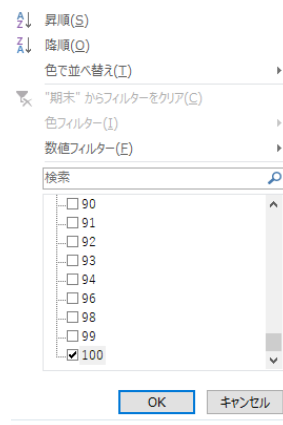 昇順(S)
降順(O)
色で並べ替え(T)
"期末" からフィルターをクリア(C)
色フィルター(I)
数値フィルター(F)
検索
90
91
92
93
94
96
98
99
100
OK キャンセル